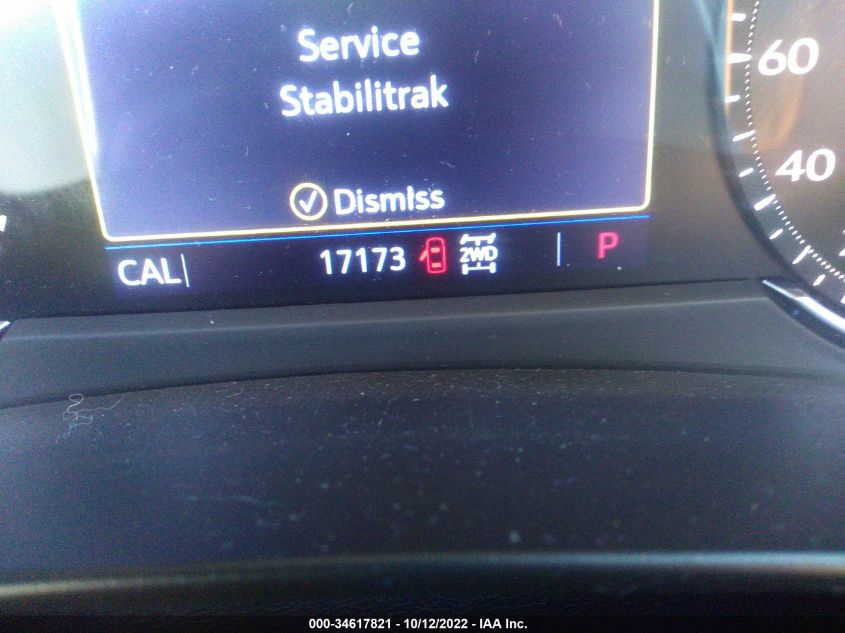 Service
Stabilitrak
Dismiss
60
40
CAL 17173 2WD P
000-34617821 - 10/12/2022 - IAA Inc.